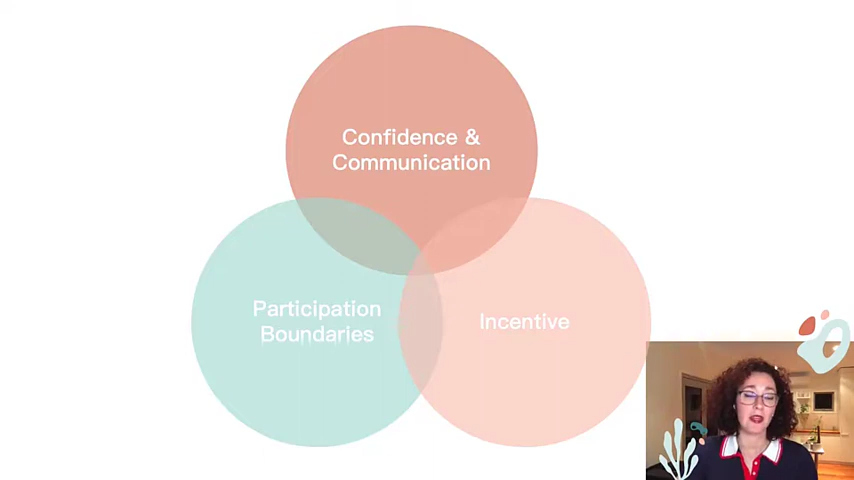 Confidence &
Communication
Participation
Boundaries
Incentive